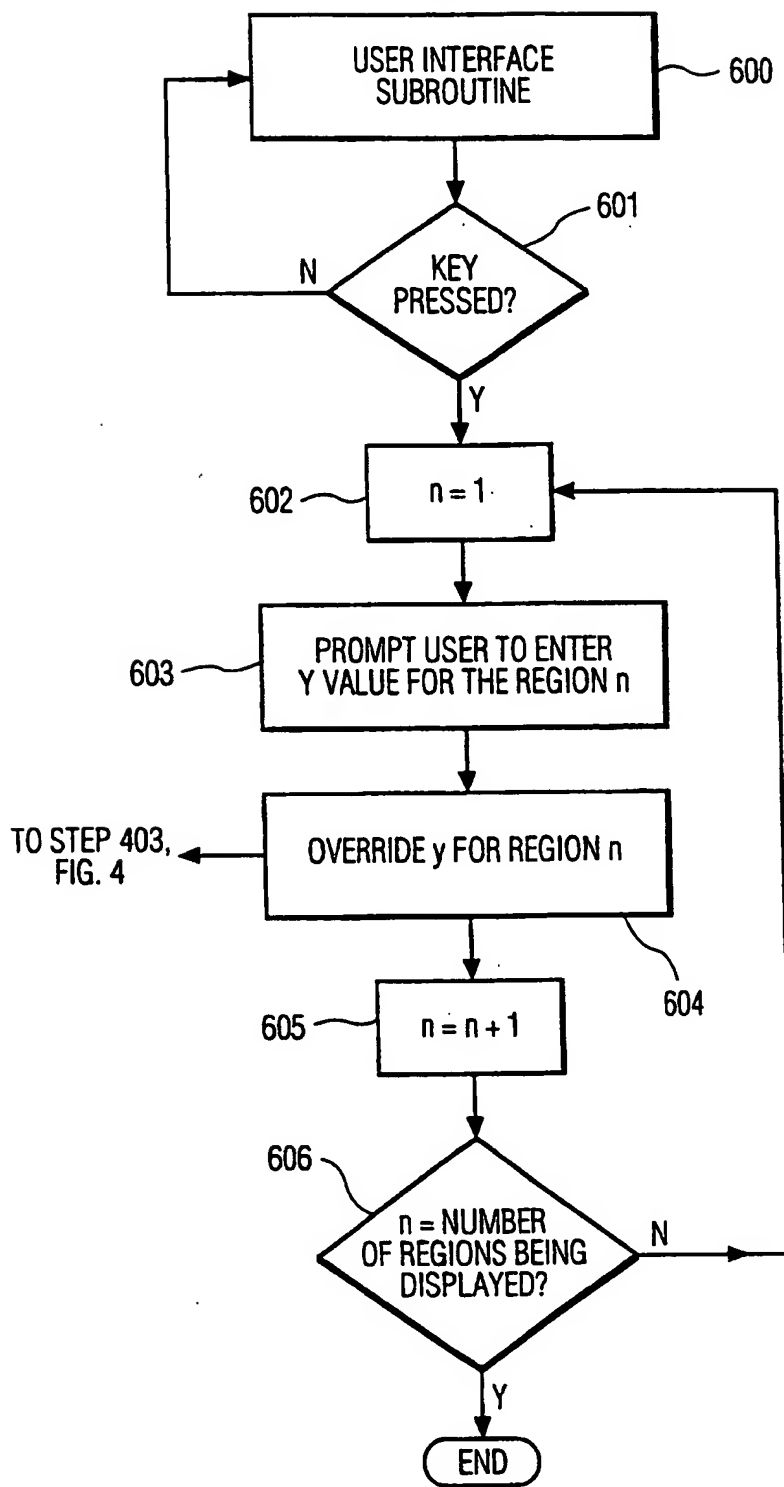 USER INTERFACE
SUBROUTINE
600
601
KEY
PRESSED?
N
Y
602
n = 1
603
PROMPT USER TO ENTER
Y VALUE FOR THE REGION n
TO STEP 403,
FIG. 4
OVERRIDE y FOR REGION n
604
605
n = n + 1
606
n = NUMBER
OF REGIONS BEING
DISPLAYED?
N
Y
END